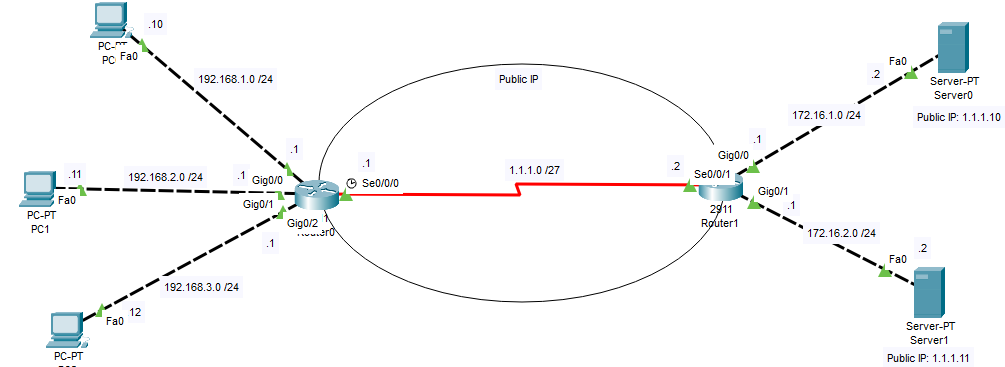 .10
PC-PT
PC
Fa0
192.168.1.0 /24
.1
.11
Fa0
PC-PT
PC1
192.168.2.0 /24
.1
Gig0/0
Gig0/1
Gig0/2
.1
192.168.3.0 /24
12
Fa0
PC-PT
Public IP
.1
Se0/0/0
1.1.1.0 /27
.2
Se0/0/1
Gig0/0
.1
2911
Router1
Gig0/1
.1
172.16.1.0 /24
.2
Fa0
Server-PT
Server0
Public IP: 1.1.1.10
172.16.2.0 /24
.2
Fa0
Server-PT
Server1
Public IP: 1.1.1.11